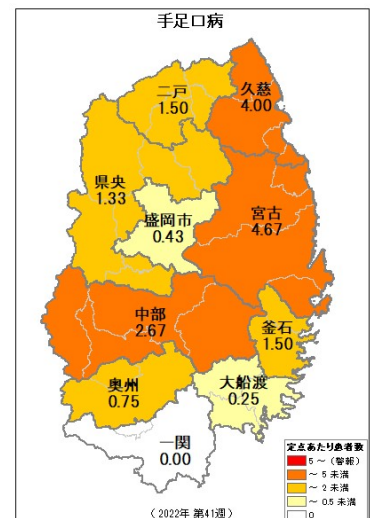 手足口病
二戸
1.50
久慈
4.00
県央
1.33
盛岡市
0.43
宮古
4.67
中部
2.67
釜石
1.50
奥州
0.75
大船渡
0.25
一関
0.00
定点あたり患者数
5 ～ (警報)
～ 5 未満
～ 2 未満
～ 0.5 未満
0
(2022年 第41週)